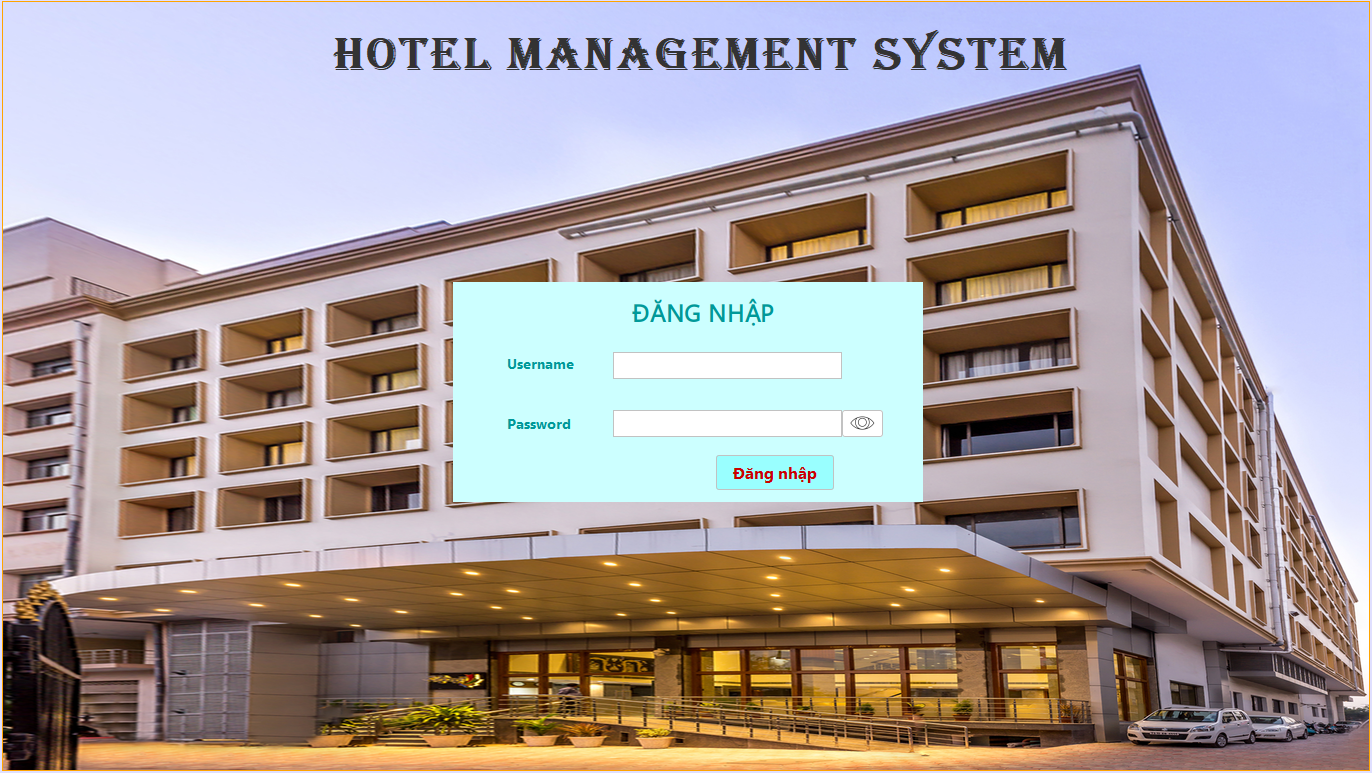 HOTEL MANAGEMENT SYSTEM
ĐĂNG NHẬP
Username
Password
Đăng nhập